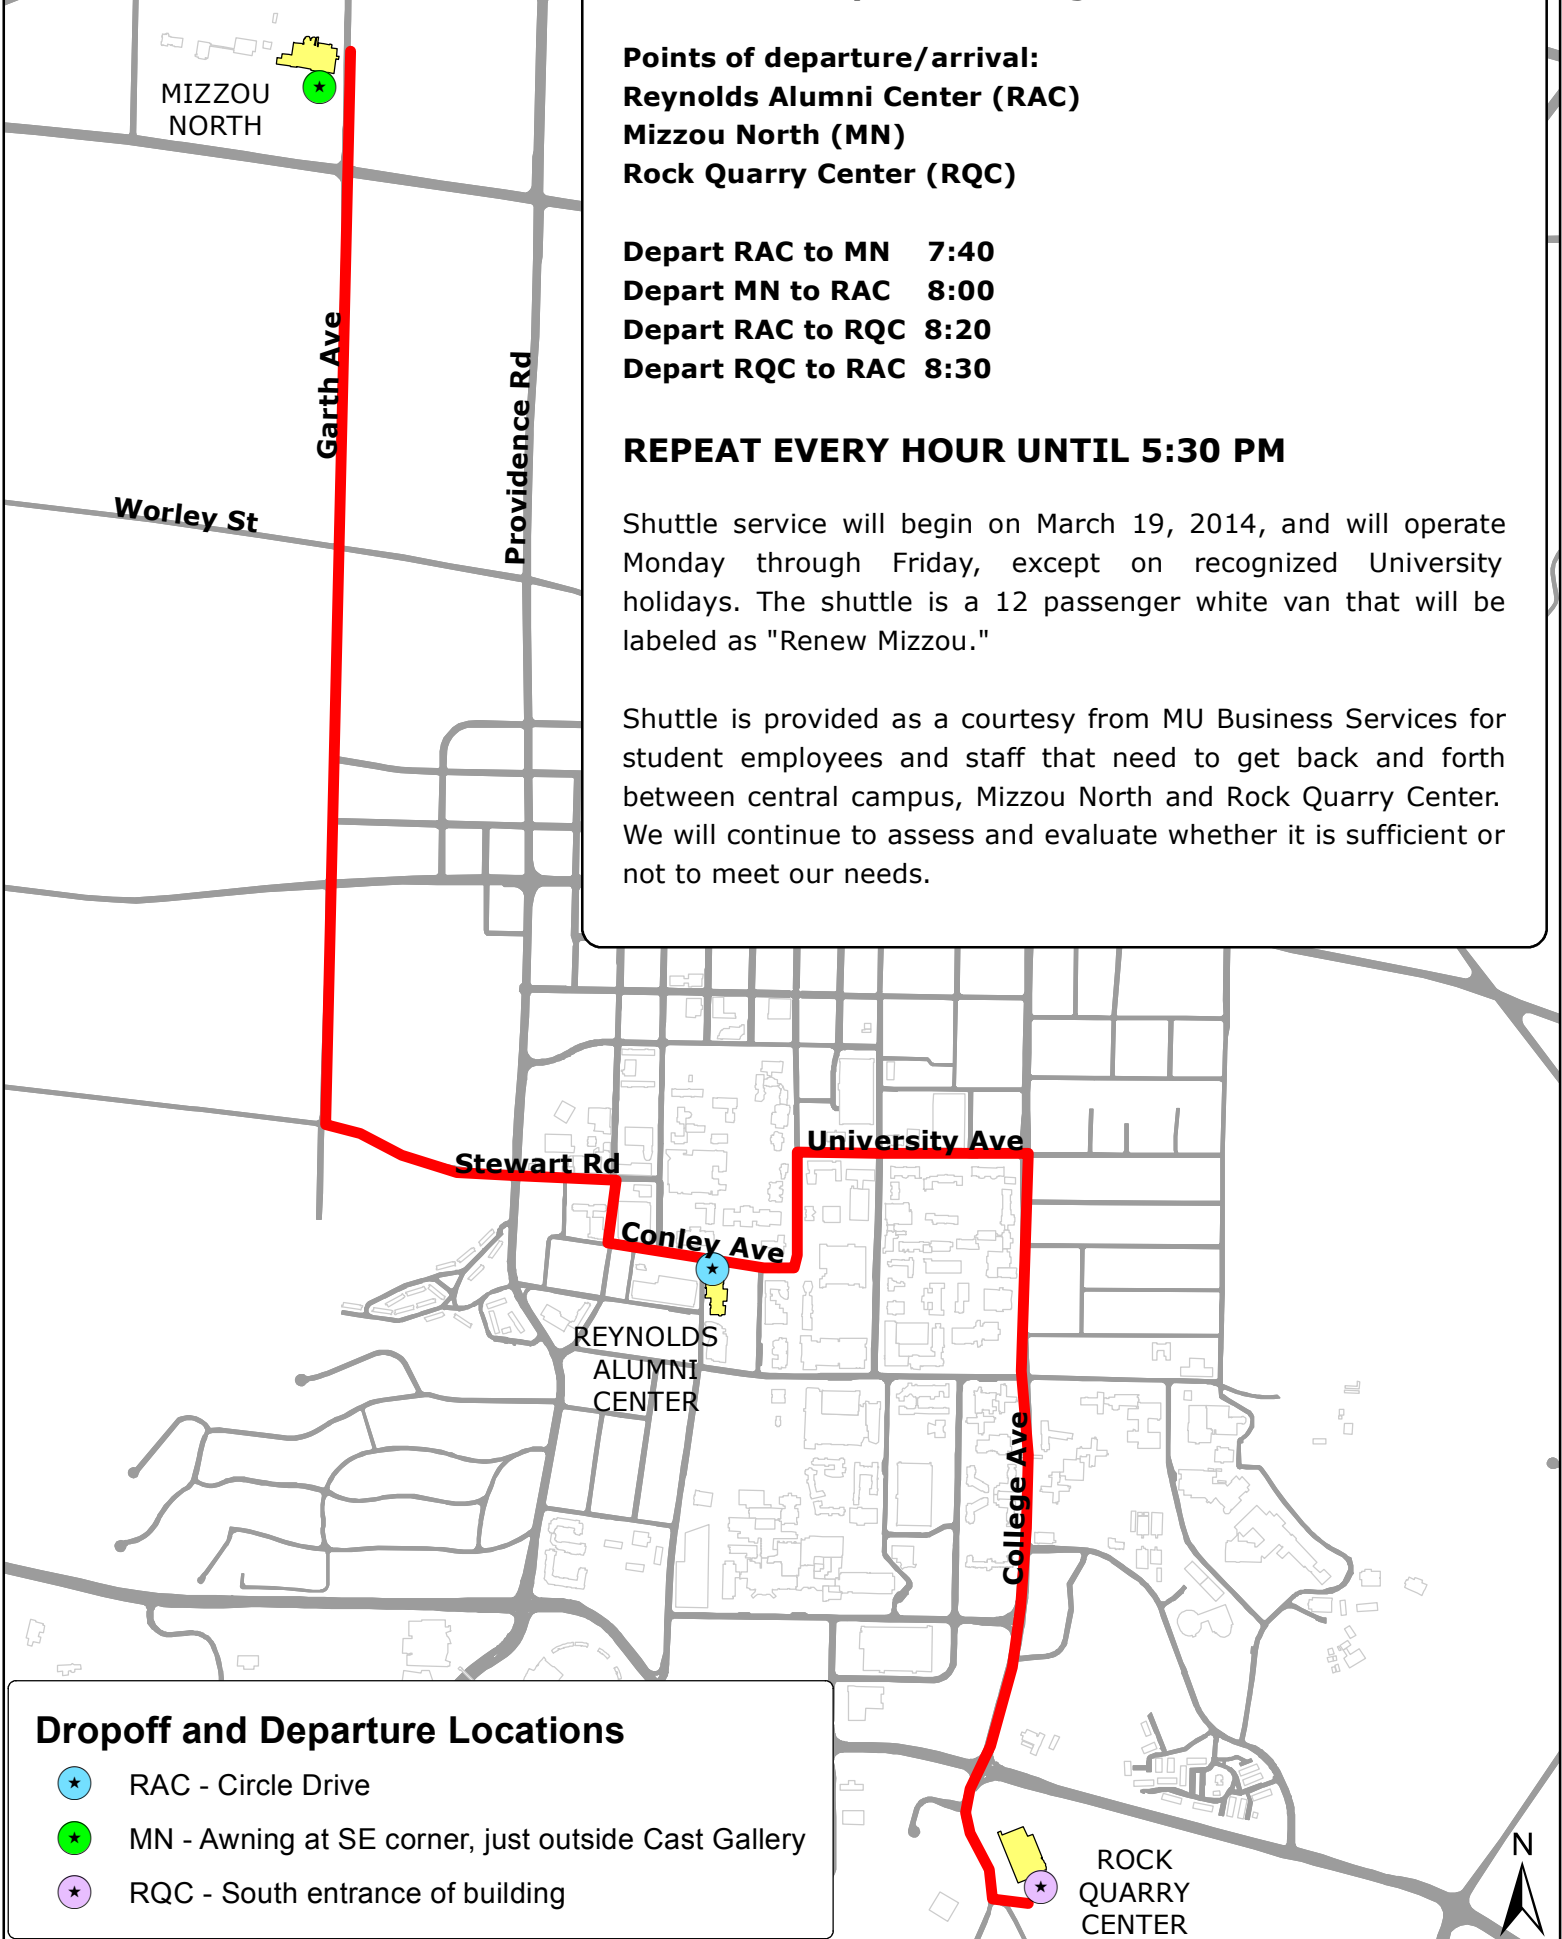 Points of departure/arrival:
Reynolds Alumni Center (RAC)
Mizzou North (MN)
Rock Quarry Center (RQC)
Depart RAC to MN 7:40
Depart MN to RAC 8:00
Depart RAC to RQC 8:20
Depart RQC to RAC 8:30
REPEAT EVERY HOUR UNTIL 5:30 PM
Shuttle service will begin on March 19, 2014, and will operate
Monday through Friday, except on recognized University
holidays. The shuttle is a 12 passenger white van that will be
labeled as "Renew Mizzou."
Shuttle is provided as a courtesy from MU Business Services for
student employees and staff that need to get back and forth
between central campus, Mizzou North and Rock Quarry Center.
We will continue to assess and evaluate whether it is sufficient or
not to meet our needs.
MIZZOU
NORTH
Garth Ave
Providence Rd
Worley St
Stewart Rd
University Ave
Conley Ave
REYNOLDS
ALUMNI
CENTER
College Ave
Dropoff and Departure Locations
RAC - Circle Drive
MN - Awning at SE corner, just outside Cast Gallery
RQC - South entrance of building
ROCK
QUARRY
CENTER
N